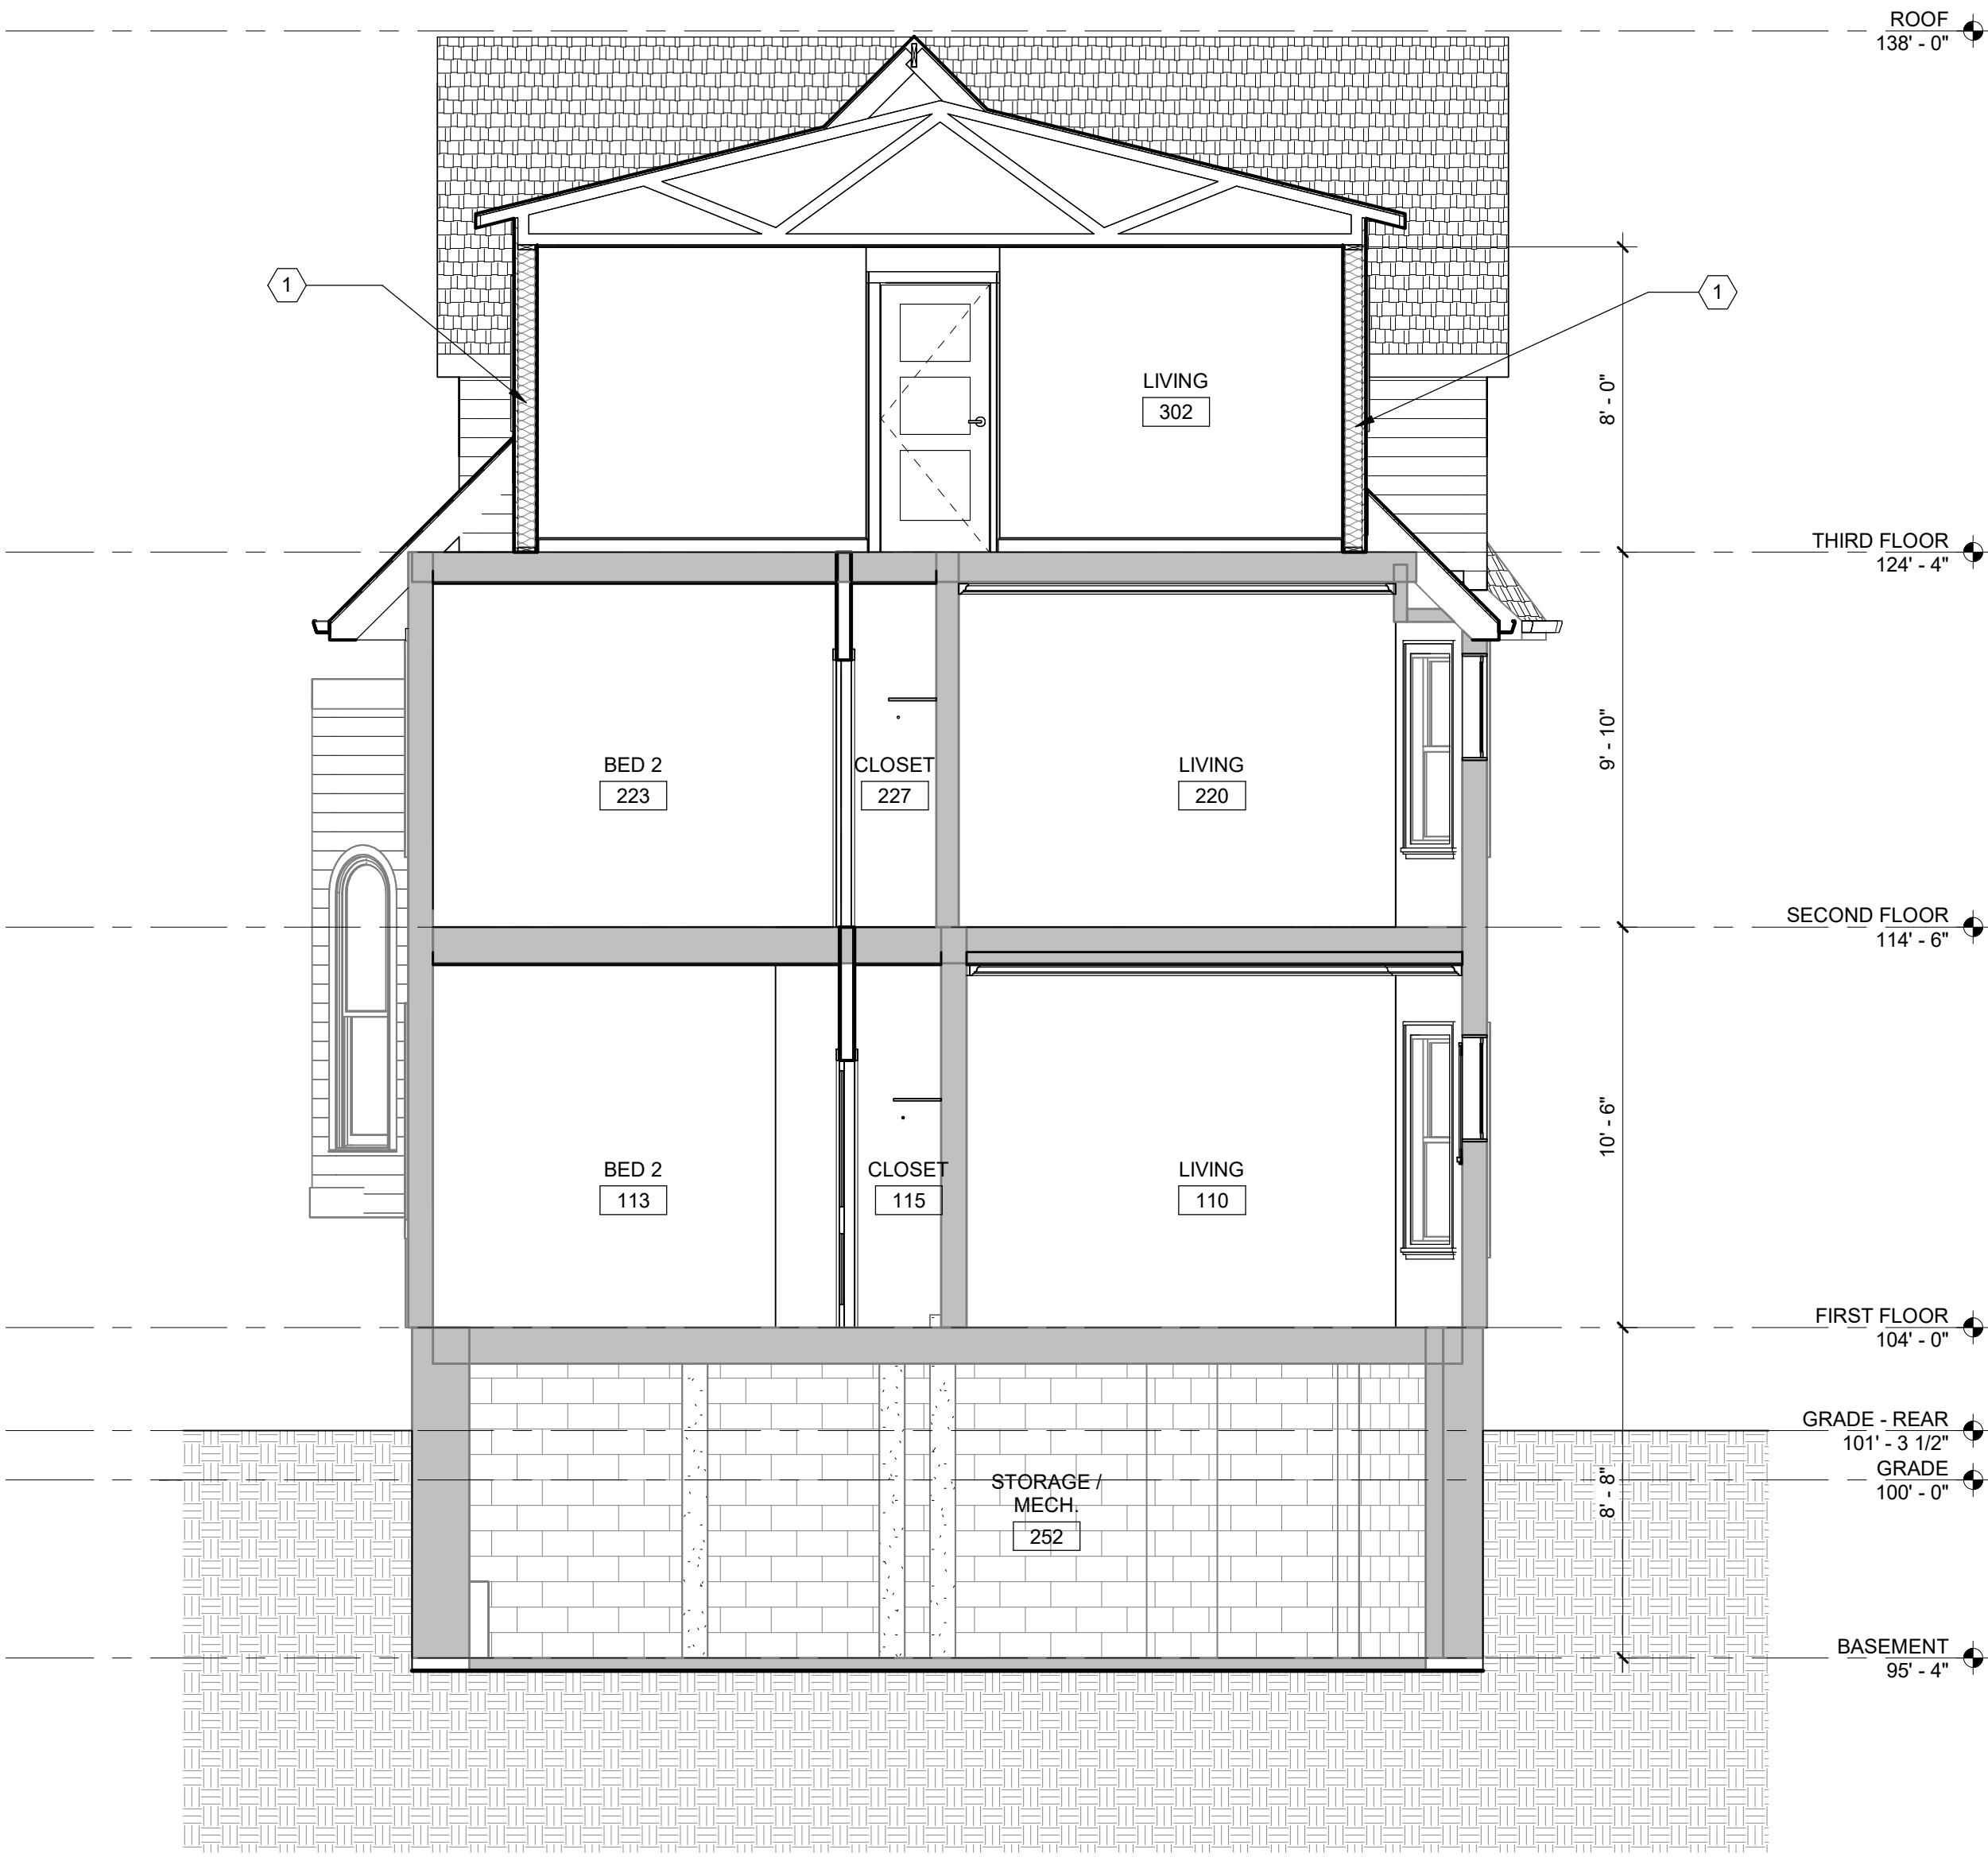 ROOF
138' - 0"
1
1
LIVING
302
8' - 0"
THIRD FLOOR
124' - 4"
BED 2
223
CLOSET
227
LIVING
220
9' - 10"
SECOND FLOOR
114' - 6"
BED 2
113
CLOSET
115
LIVING
110
10' - 6"
FIRST FLOOR
104' - 0"
GRADE - REAR
101' - 3 1/2"
GRADE
100' - 0"
STORAGE /
MECH.
252
8' - 8"
BASEMENT
95' - 4"